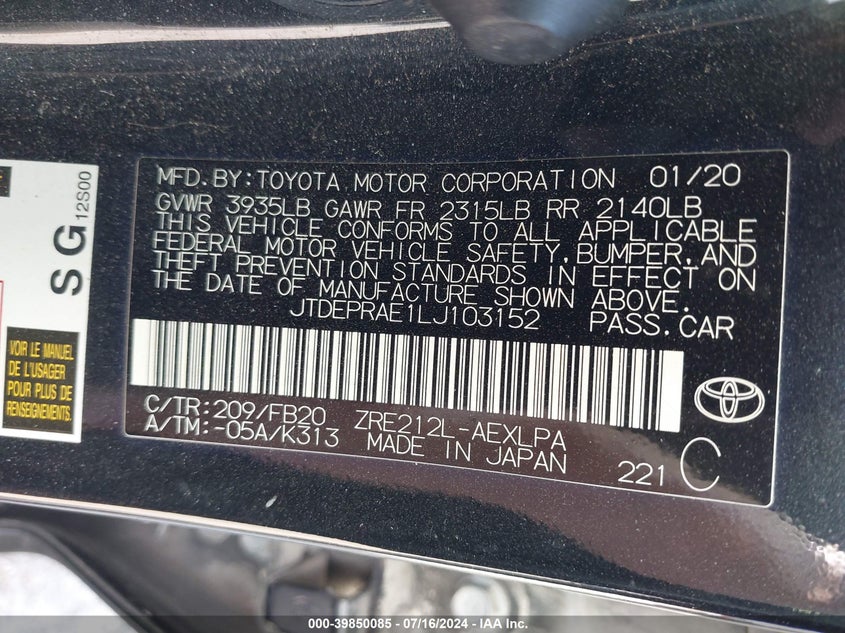 MFD.BY:TOYOTA MOTOR CORPORATION 01/20
GVWR 3935LB GAWR FR 2315LB RR 2140LB
THIS VEHICLE CONFORMS TO ALL APPLICABLE
FEDERAL MOTOR VEHICLE SAFETY,BUMPER,AND
THEFT PREVENTION STANDARDS IN EFFECT ON
THE DATE OF MANUFACTURE SHOWN ABOVE.
JTDEPRAE1LJ103152 PASS.CAR
C/TR:209/FB20 ZRE212L-AEXLPA
A/TM:-05A/K313 MADE IN JAPAN
221 C
SG
12S00
VOIR LE MANUEL
DE L'USAGER
POUR PLUS DE
RENSEIGNEMENTS.
000-39850085 - 07/16/2024 - IAA Inc.